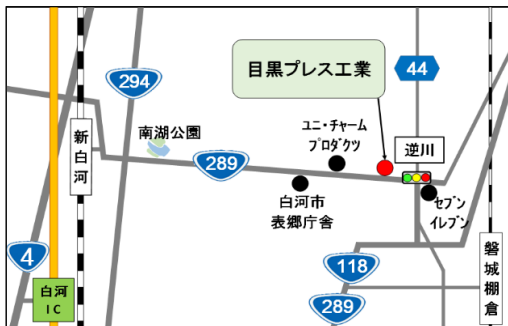 294
44
目黒プレス工業
新白河
南湖公園
ユニ・チャーム
プロダクツ
逆川
289
白河市
表郷庁舎
セブン
イレブン
4
白河
IC
118
289
磐城棚倉